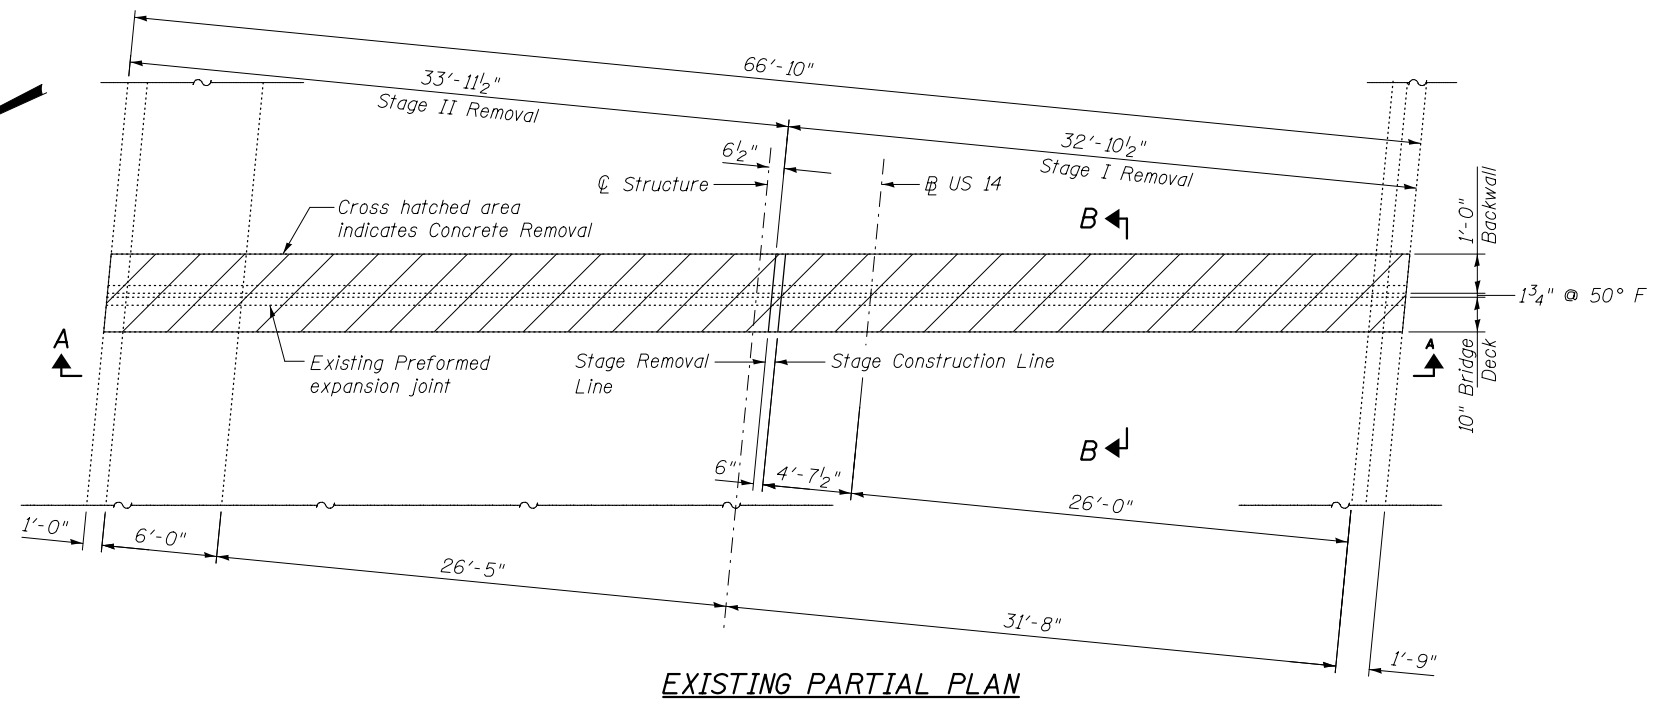 66'-10"
33'-11½"
Stage II Removal
32'-10½"
Stage I Removal
6½"
℄ Structure
B
L US 14
B
1'-0"
Backwall
Cross hatched area
indicates Concrete Removal
1¾" @ 50° F
A
Existing Preformed
expansion joint
Stage Removal
Line
Stage Construction Line
A
10" Bridge
Deck
B
6"
4'-7½"
26'-0"
1'-0"
6'-0"
26'-5"
31'-8"
1'-9"
EXISTING PARTIAL PLAN